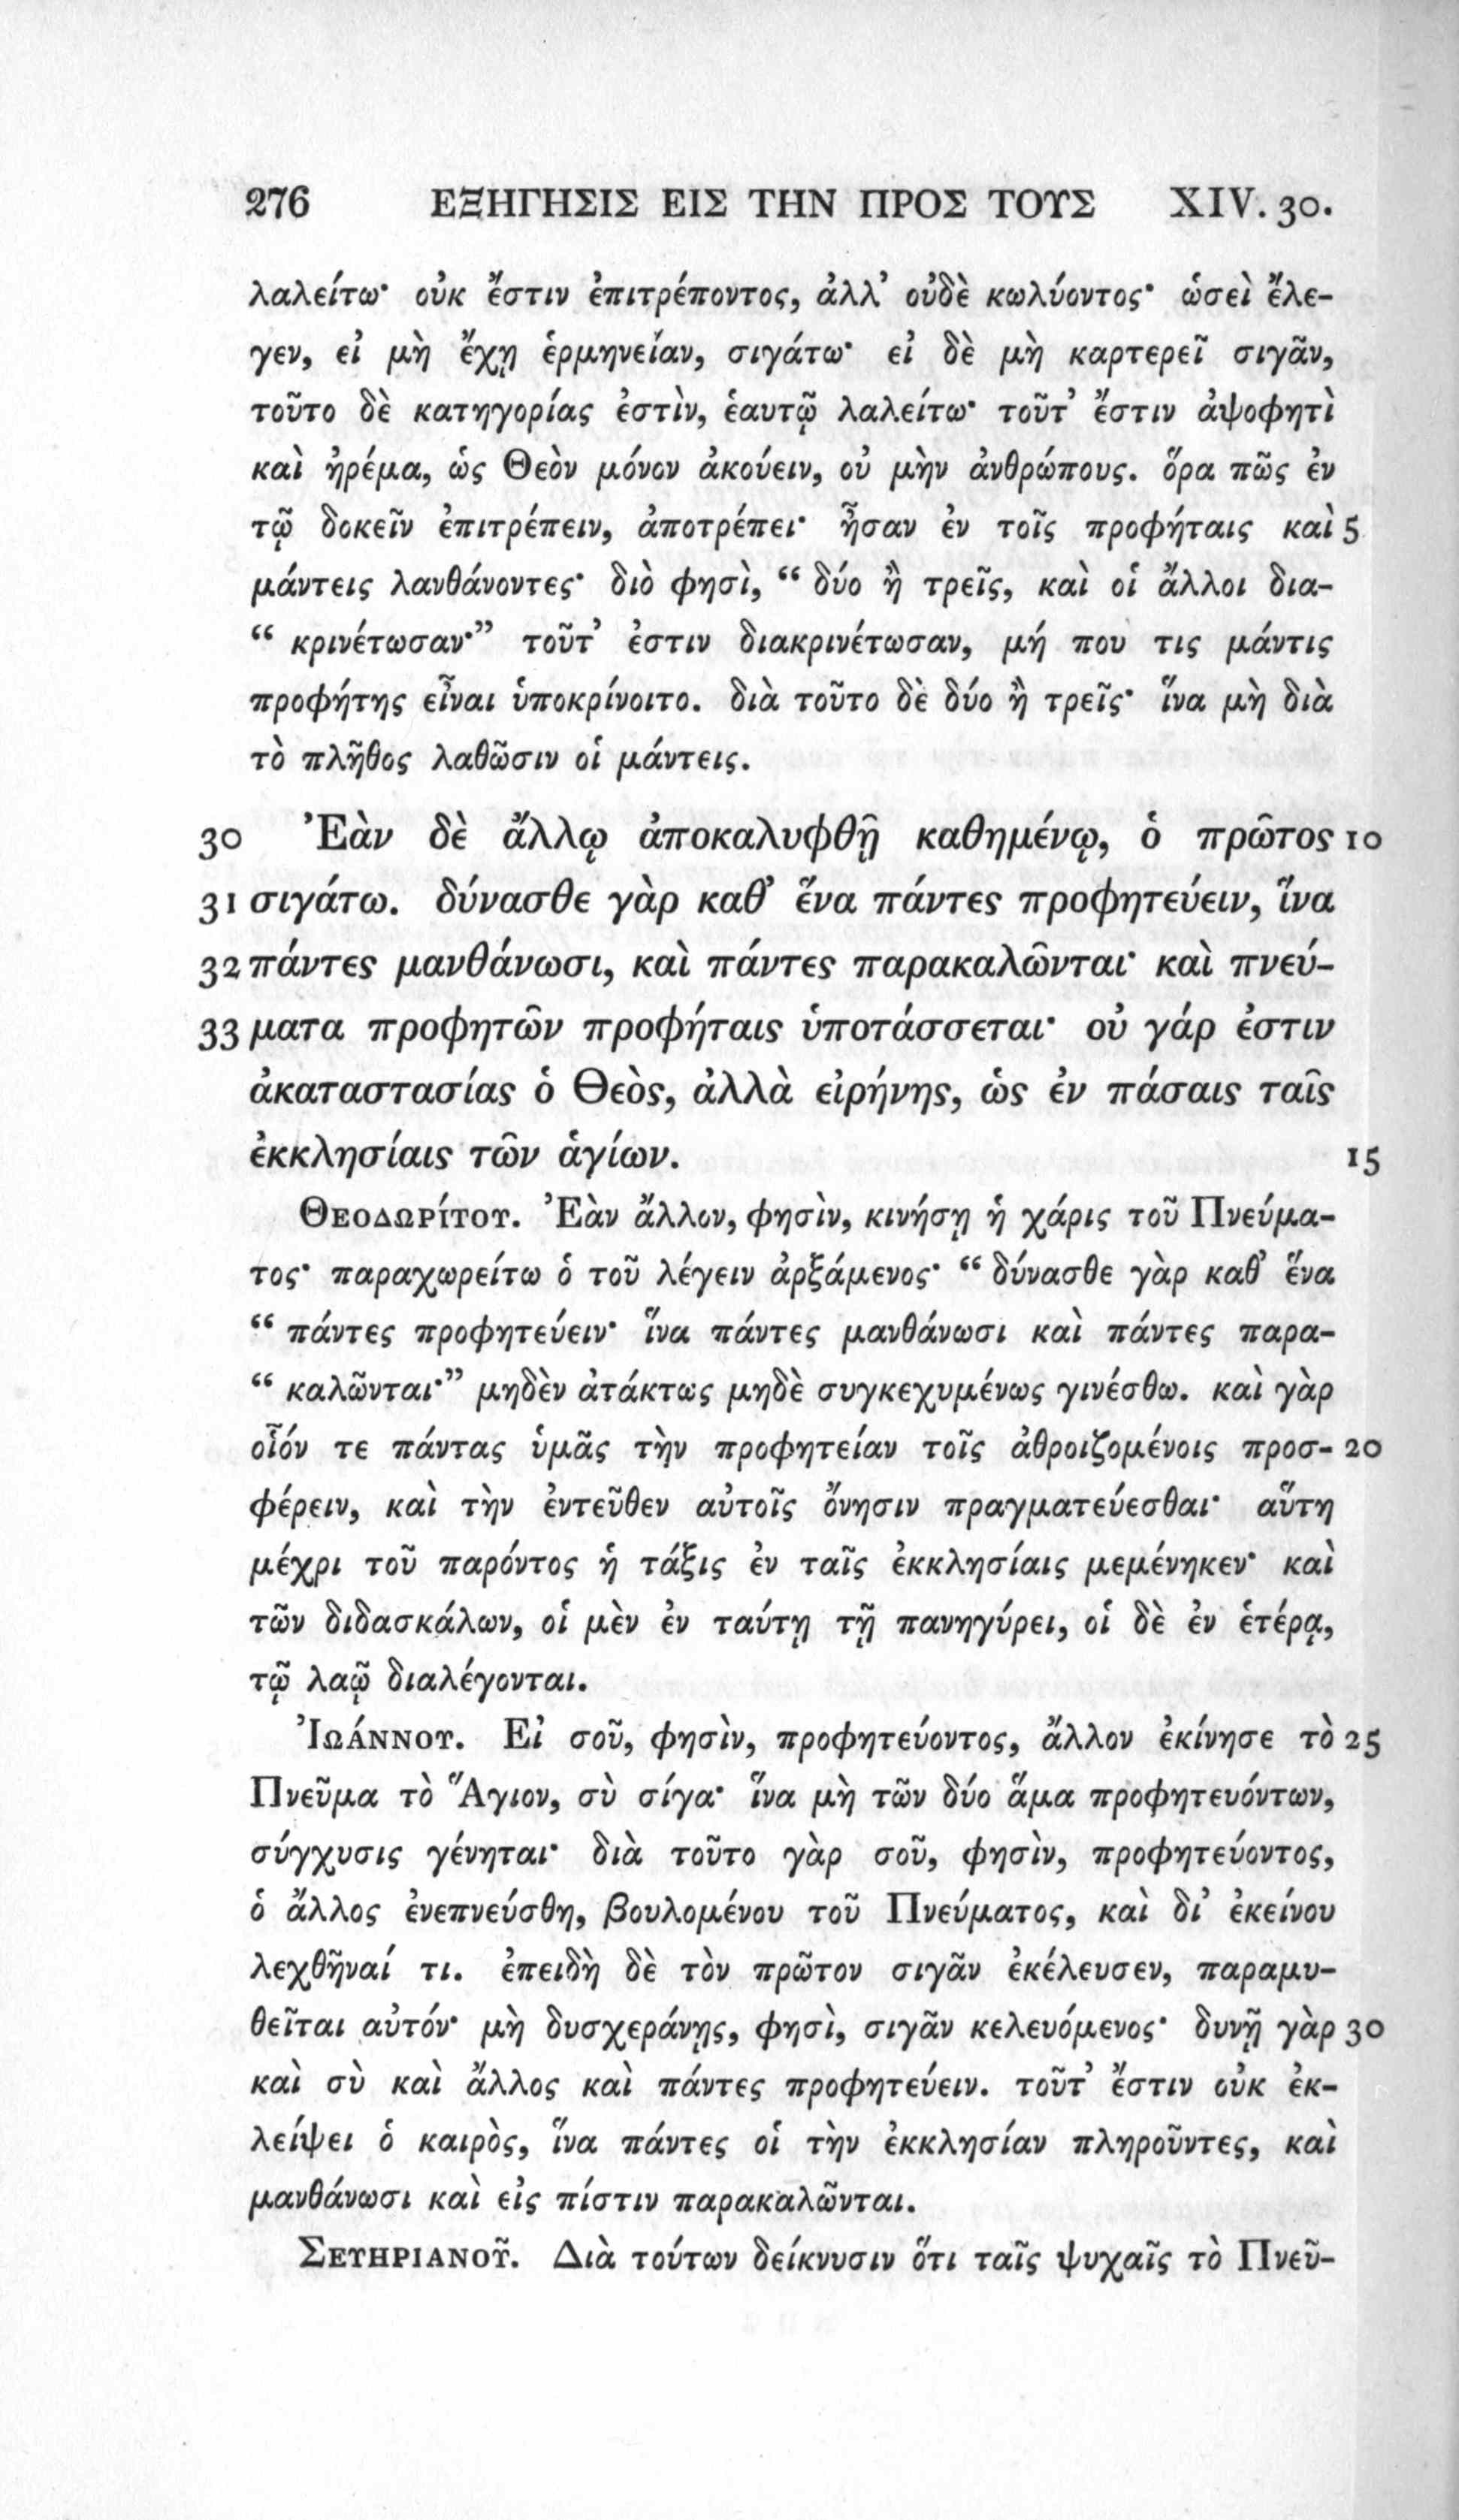 276 ΕΞΗΓΗΣΙΣ ΕΙΣ ΤΗΝ ΠΡΟΣ ΤΟΥΣ XIV. 30.
λαλείτω· οὐκ ἔστιν ἐπιτρέποντος, ἀλλ’ οὐδὲ κωλύοντος· ὡσεὶ ἔλε-
γεν, εἰ μὴ ἔχῃ ἑρμηνείαν, σιγάτω· εἰ δὲ μὴ καρτερεῖ σιγᾶν,
τοῦτο δὲ κατηγορίας ἐστὶν, ἑαυτῷ λαλείτω· τοῦτ’ ἔστιν ἀψοφητὶ
καὶ ἠρέμα, ὡς Θεὸν μόνον ἀκούειν, οὐ μὴν ἀνθρώπους. ὅρα πῶς ἐν
τῷ δοκεῖν ἐπιτρέπειν, ἀποτρέπει· ἦσαν ἐν τοῖς προφήταις καὶ 5
μάντεις λανθάνοντες· διὸ φησὶ, “ δύο ἢ τρεῖς, καὶ οἱ ἄλλοι δια-
“ κρινέτωσαν·” τοῦτ’ ἐστιν διακρινέτωσαν, μή που τις μάντις
προφήτης εἶναι ὑποκρίνοιτο. διὰ τοῦτο δὲ δύο ἢ τρεῖς· ἵνα μὴ διὰ
τὸ πλῆθος λαθῶσιν οἱ μάντεις.
30 Ἐὰν δὲ ἄλλῳ ἀποκαλυφθῇ καθημένῳ, ὁ πρῶτος 10
31 σιγάτω. δύνασθε γὰρ καθ’ ἕνα πάντες προφητεύειν, ἵνα
32 πάντες μανθάνωσι, καὶ πάντες παρακαλῶνται· καὶ πνεύ-
33 ματα προφητῶν προφήταις ὑποτάσσεται· οὐ γάρ ἐστιν
ἀκαταστασίας ὁ Θεὸς, ἀλλὰ εἰρήνης, ὡς ἐν πάσαις ταῖς
ἐκκλησίαις τῶν ἁγίων. 15
Θεοδωρίτου. Ἐὰν ἄλλον, φησὶν, κινήσῃ ἡ χάρις τοῦ Πνεύμα-
τος· παραχωρείτω ὁ τοῦ λέγειν ἀρξάμενος· “ δύνασθε γὰρ καθ’ ἕνα
“ πάντες προφητεύειν· ἵνα πάντες μανθάνωσι καὶ πάντες παρα-
“ καλῶνται·” μηδὲν ἀτάκτως μηδὲ συγκεχυμένως γινέσθω. καὶ γὰρ
οἷόν τε πάντας ὑμᾶς τὴν προφητείαν τοῖς ἀθροιζομένοις προσ- 20
φέρειν, καὶ τὴν ἐντεῦθεν αὐτοῖς ὄνησιν πραγματεύεσθαι· αὕτη
μέχρι τοῦ παρόντος ἡ τάξις ἐν ταῖς ἐκκλησίαις μεμένηκεν· καὶ
τῶν διδασκάλων, οἱ μὲν ἐν ταύτῃ τῇ πανηγύρει, οἱ δὲ ἐν ἑτέρᾳ,
τῷ λαῷ διαλέγονται.
Ἰωάννου. Εἰ σοῦ, φησὶν, προφητεύοντος, ἄλλον ἐκίνησε τὸ 25
Πνεῦμα τὸ Ἅγιον, σὺ σίγα· ἵνα μὴ τῶν δύο ἅμα προφητευόντων,
σύγχυσις γένηται· διὰ τοῦτο γὰρ σοῦ, φησὶν, προφητεύοντος,
ὁ ἄλλος ἐνεπνεύσθη, βουλομένου τοῦ Πνεύματος, καὶ δι’ ἐκείνου
λεχθῆναί τι. ἐπειδὴ δὲ τὸν πρῶτον σιγᾶν ἐκέλευσεν, παραμυ-
θεῖται αὐτόν· μὴ δυσχεράνῃς, φησὶ, σιγᾶν κελευόμενος· δυνῇ γὰρ 30
καὶ σὺ καὶ ἄλλος καὶ πάντες προφητεύειν. τοῦτ’ ἔστιν οὐκ ἐκ-
λείψει ὁ καιρὸς, ἵνα πάντες οἱ τὴν ἐκκλησίαν πληροῦντες, καὶ
μανθάνωσι καὶ εἰς πίστιν παρακαλῶνται.
Σευηριανοῦ. Διὰ τούτων δείκνυσιν ὅτι ταῖς ψυχαῖς τὸ Πνεῦ-